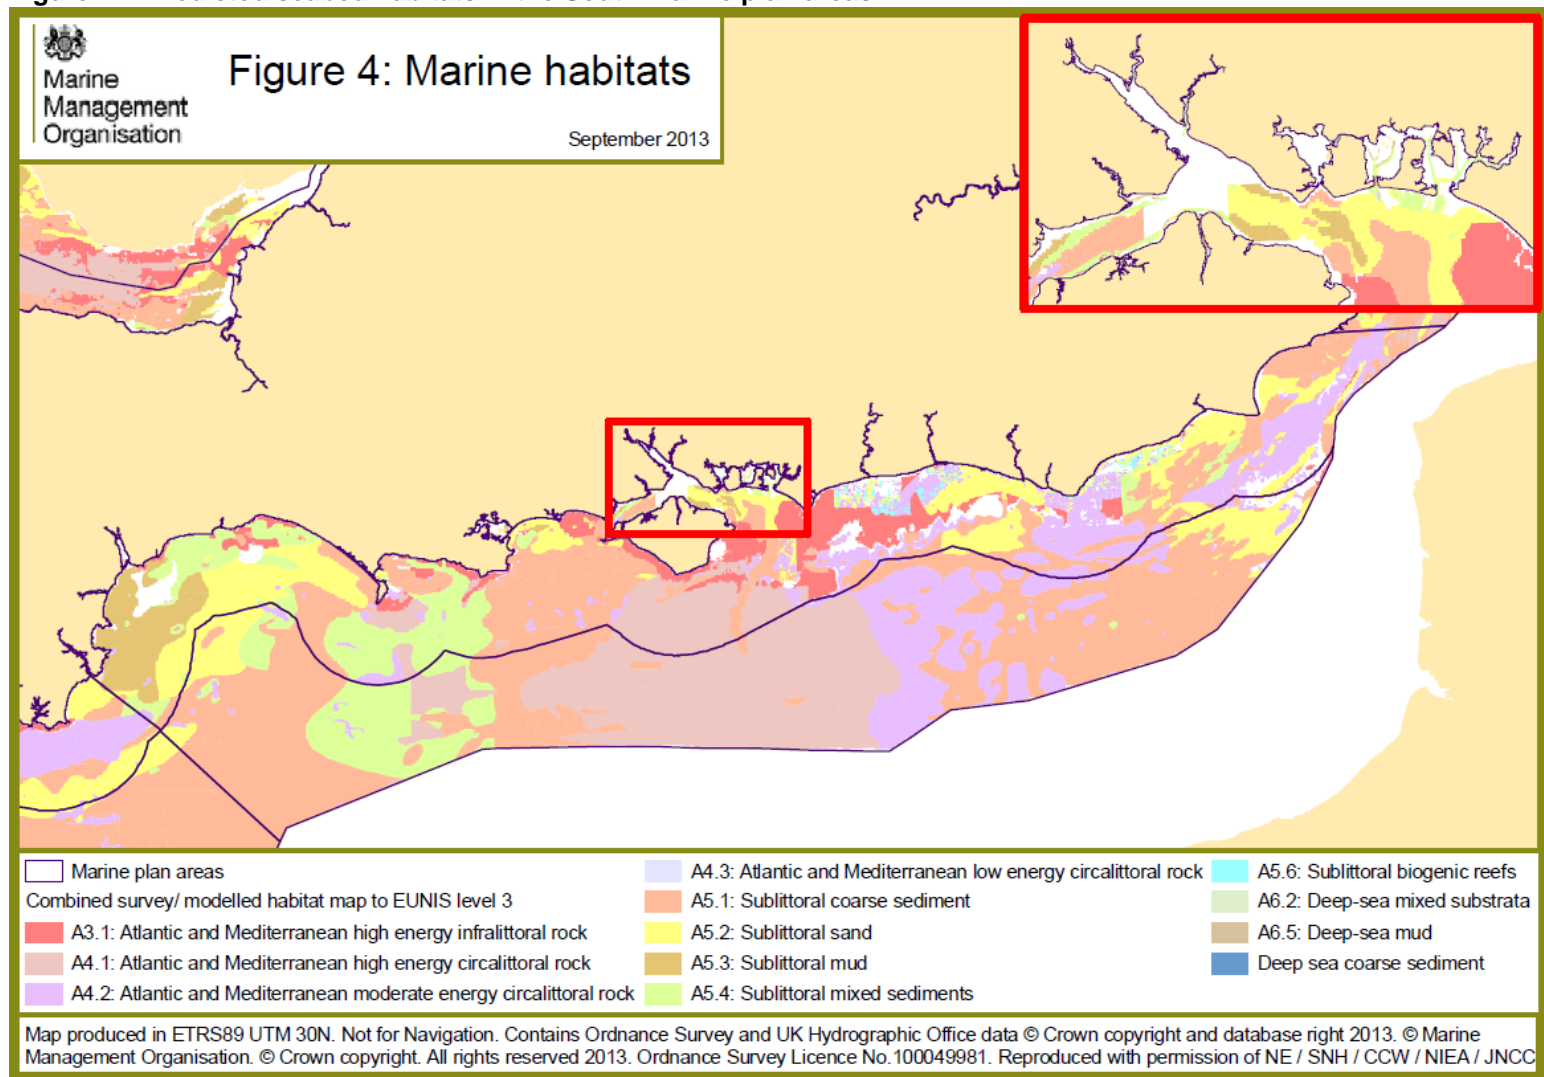 Marine
Management
Organisation
Figure 4: Marine habitats
September 2013
Marine plan areas
Combined survey/ modelled habitat map to EUNIS level 3
A3.1: Atlantic and Mediterranean high energy infralittoral rock
A4.1: Atlantic and Mediterranean high energy circalittoral rock
A4.2: Atlantic and Mediterranean moderate energy circalittoral rock
A4.3: Atlantic and Mediterranean low energy circalittoral rock
A5.1: Sublittoral coarse sediment
A5.2: Sublittoral sand
A5.3: Sublittoral mud
A5.4: Sublittoral mixed sediments
A5.6: Sublittoral biogenic reefs
A6.2: Deep-sea mixed substrata
A6.5: Deep-sea mud
Deep sea coarse sediment
Map produced in ETRS89 UTM 30N. Not for Navigation. Contains Ordnance Survey and UK Hydrographic Office data © Crown copyright and database right 2013. © Marine
Management Organisation. © Crown copyright. All rights reserved 2013. Ordnance Survey Licence No.100049981. Reproduced with permission of NE / SNH / CCW / NIEA / JNCC